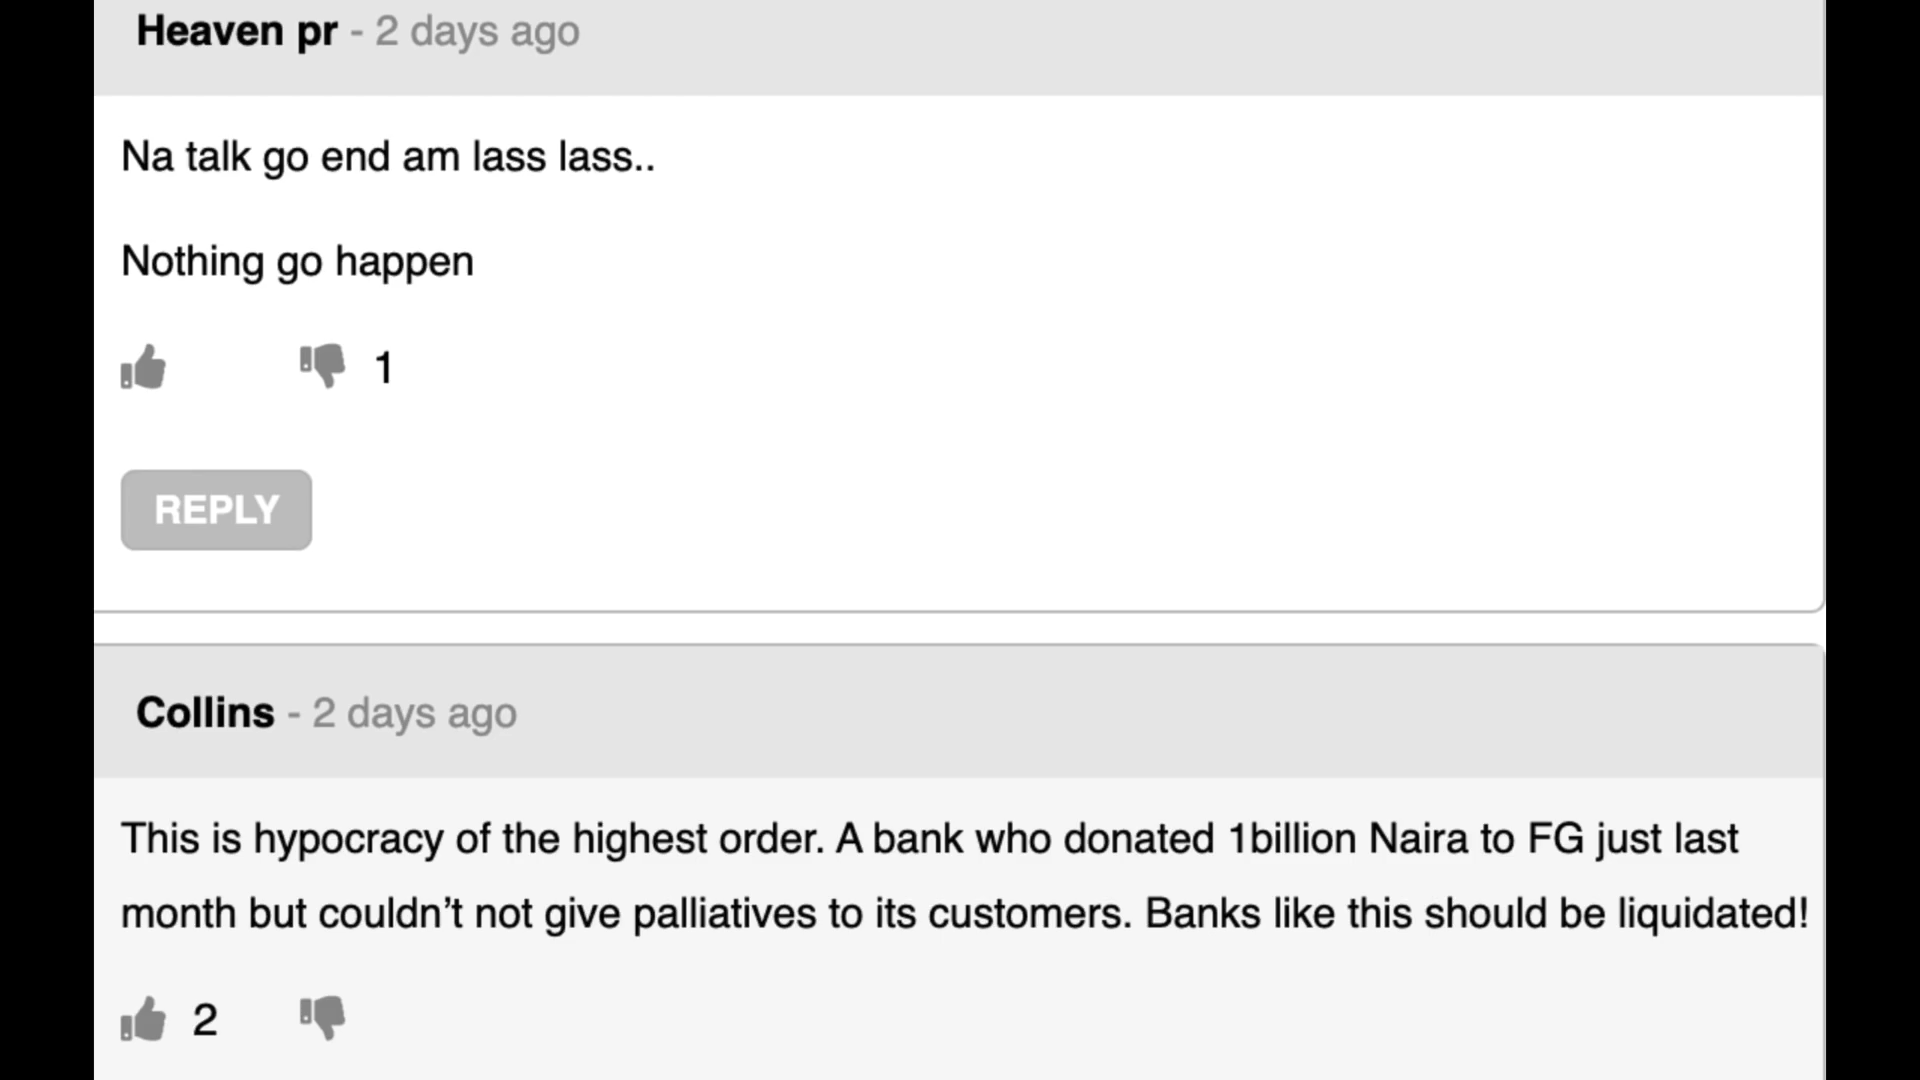 Heaven pr - 2 days ago
Na talk go end am lass lass..
Nothing go happen
1
REPLY
Collins - 2 days ago
This is hypocracy of the highest order. A bank who donated 1billion Naira to FG just last
month but couldn’t not give palliatives to its customers. Banks like this should be liquidated!
2